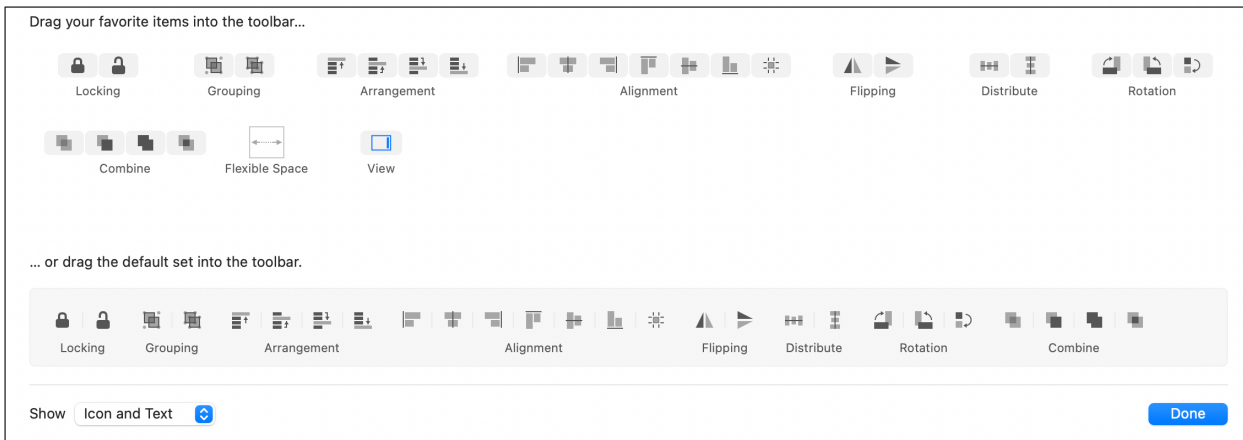 Drag your favorite items into the toolbar...
Locking Grouping Arrangement Alignment Flipping Distribute Rotation
Combine Flexible Space View
... or drag the default set into the toolbar.
Locking Grouping Arrangement Alignment Flipping Distribute Rotation Combine
Show Icon and Text Done